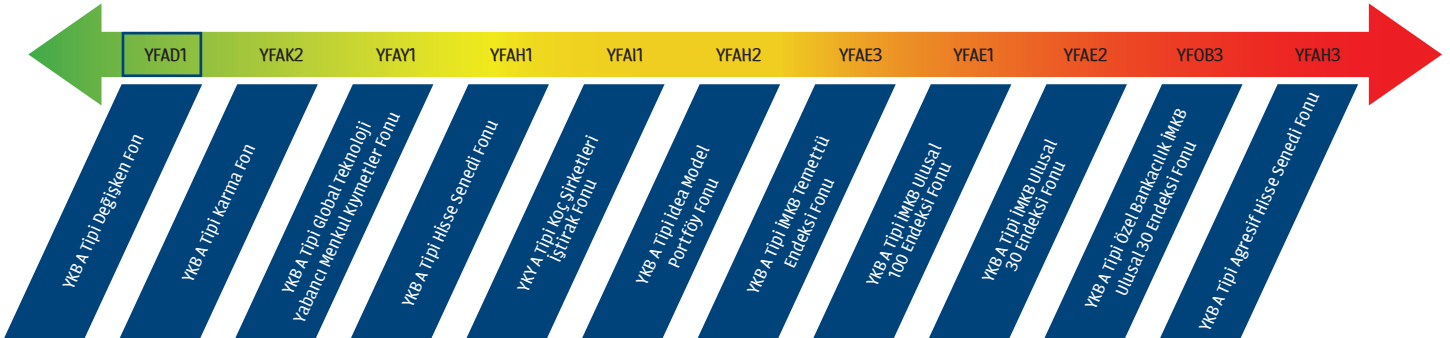 YFAD1
YFAK2
YFAY1
YFAH1
YFAI1
YFAH2
YFAE3
YFAE1
YFAE2
YFOB3
YFAH3
YKB A Tipi Değişken Fon
YKB A Tipi Karma Fon
YKB A Tipi Global Teknoloji
Yabancı Menkul Kıymetler Fonu
YKB A Tipi Hisse Senedi Fonu
YKY A Tipi Koç Şirketleri
İştirak Fonu
YKB A Tipi idea Model
Portföy Fonu
YKB A Tipi İMKB Temettü
Endeksi Fonu
YKB A Tipi İMKB Ulusal
100 Endeksi Fonu
YKB A Tipi İMKB Ulusal
30 Endeksi Fonu
YKB A Tipi Özel Bankacılık İMKB
Ulusal 30 Endeksi Fonu
YKB A Tipi Agresif Hisse Senedi Fonu